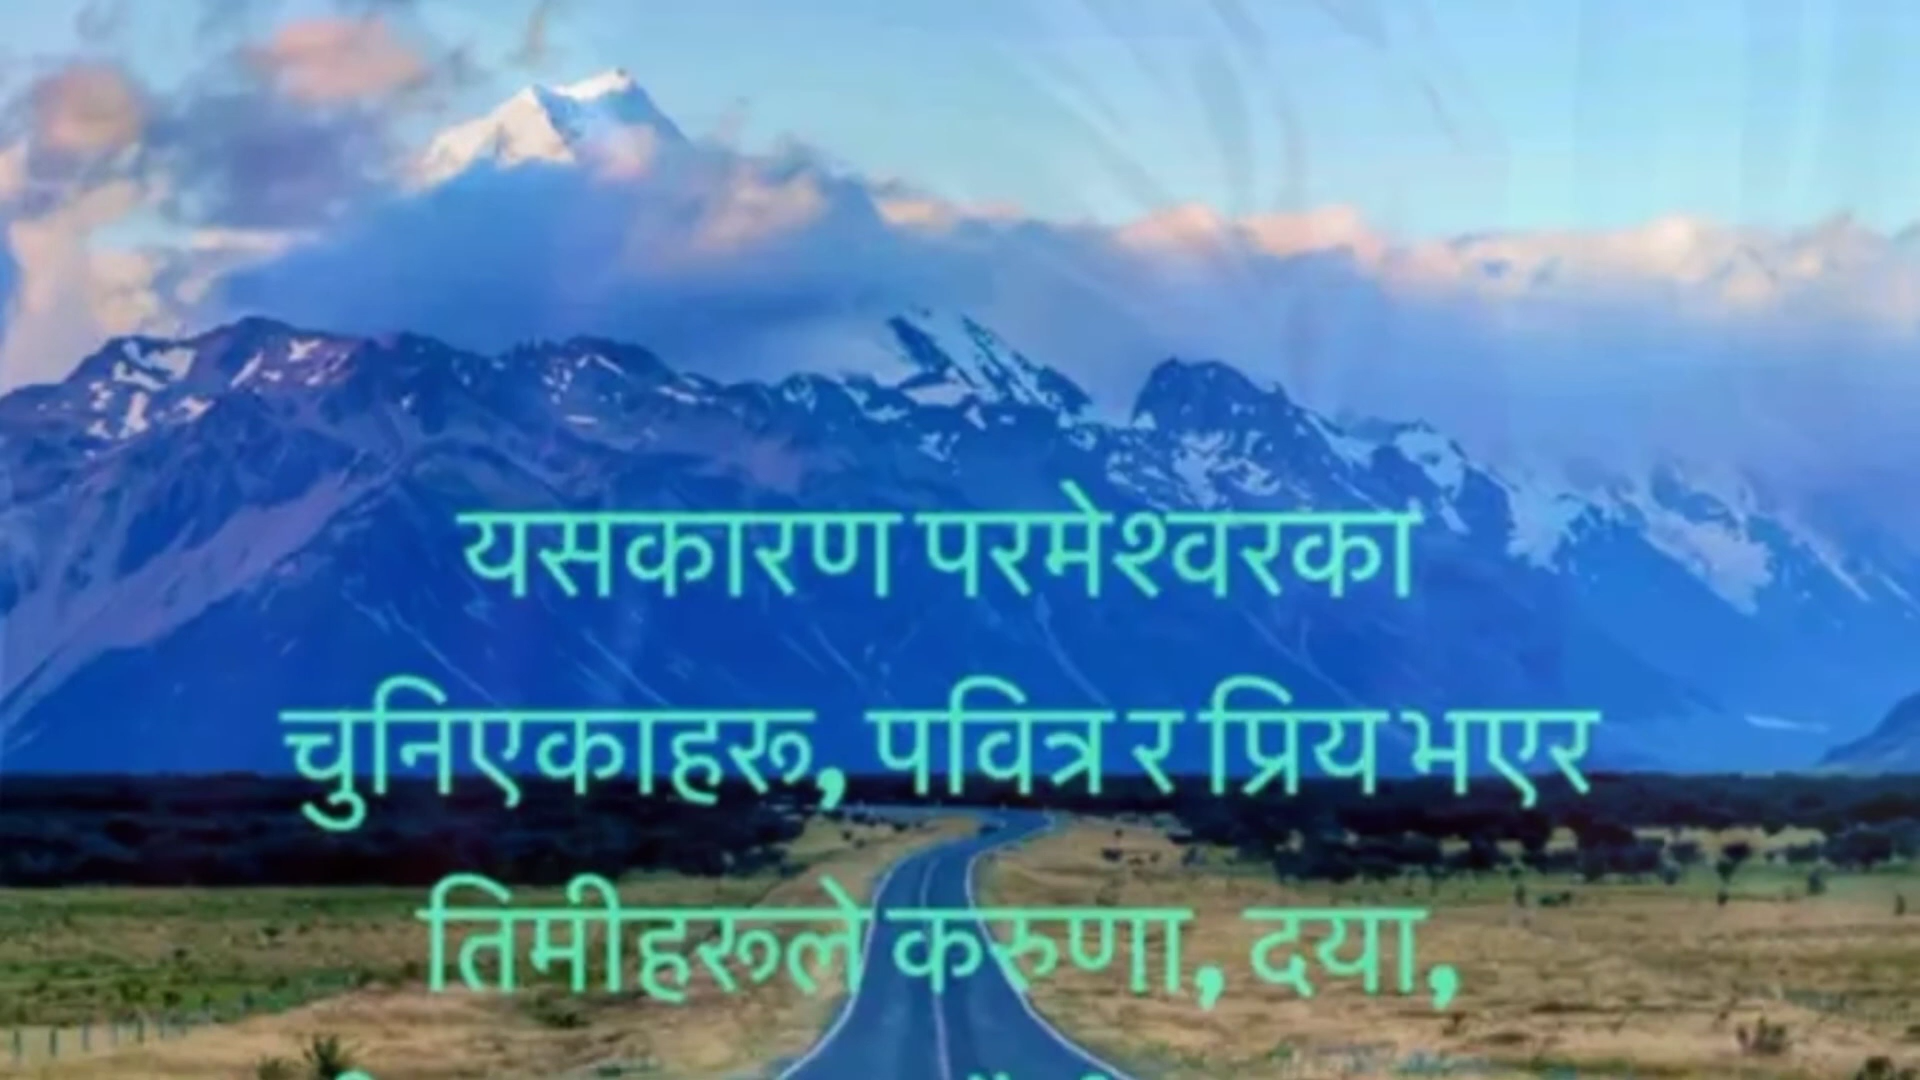 यसकारण परमेश्वरका
चुनिएकाहरू, पवित्र र प्रिय भएर
तिमीहरूले करुणा, दया,